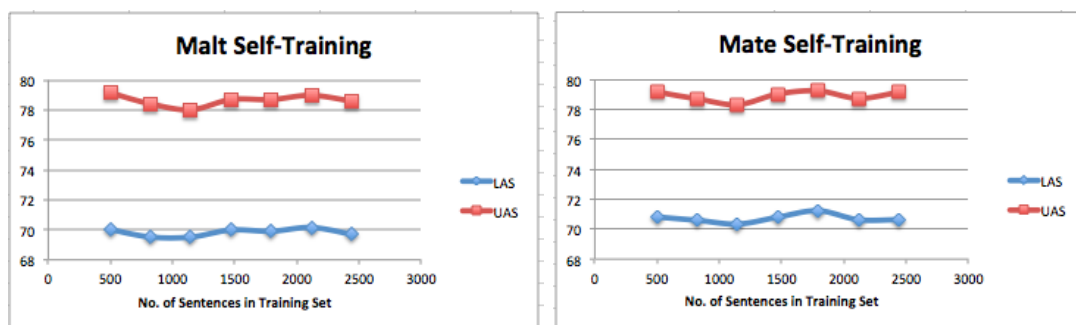 Malt Self-Training
80
78
76
74
72
70
68
0 500 1000 1500 2000 2500 3000
No. of Sentences in Training Set
LAS
UAS
Mate Self-Training
80
78
76
74
72
70
68
0 500 1000 1500 2000 2500 3000
No. of Sentences in Training Set
LAS
UAS